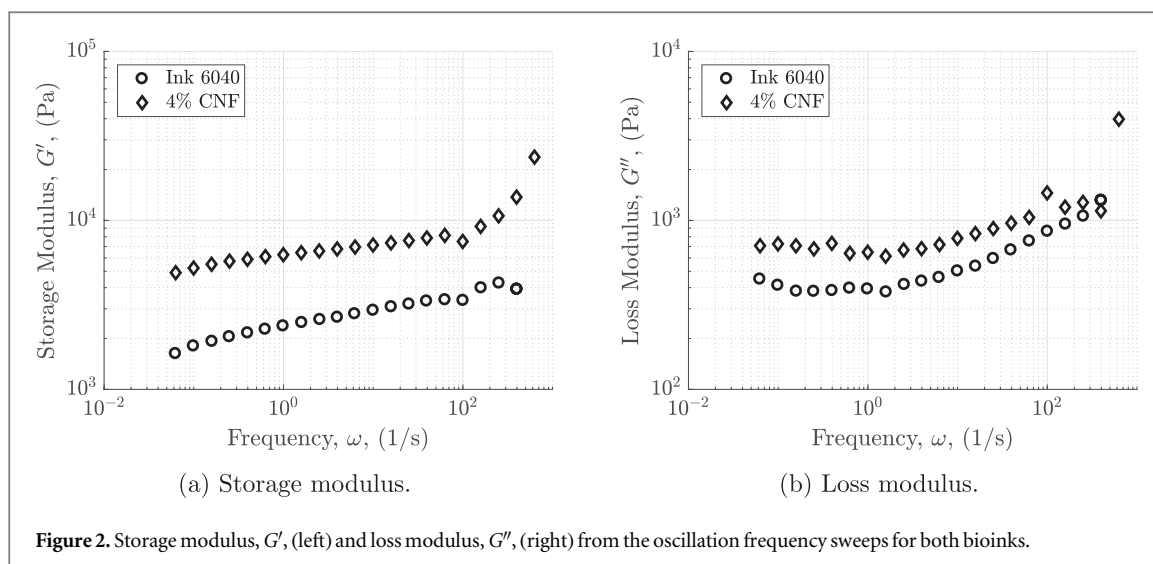 10^5
10^4
10^3
Storage Modulus, G′, (Pa)
Ink 6040
4% CNF
10^−2
10^0
10^2
Frequency, ω, (1/s)
(a) Storage modulus.
10^4
10^3
10^2
Loss Modulus, G″, (Pa)
Ink 6040
4% CNF
10^−2
10^0
10^2
Frequency, ω, (1/s)
(b) Loss modulus.
Figure 2. Storage modulus, G′, (left) and loss modulus, G″, (right) from the oscillation frequency sweeps for both bioinks.